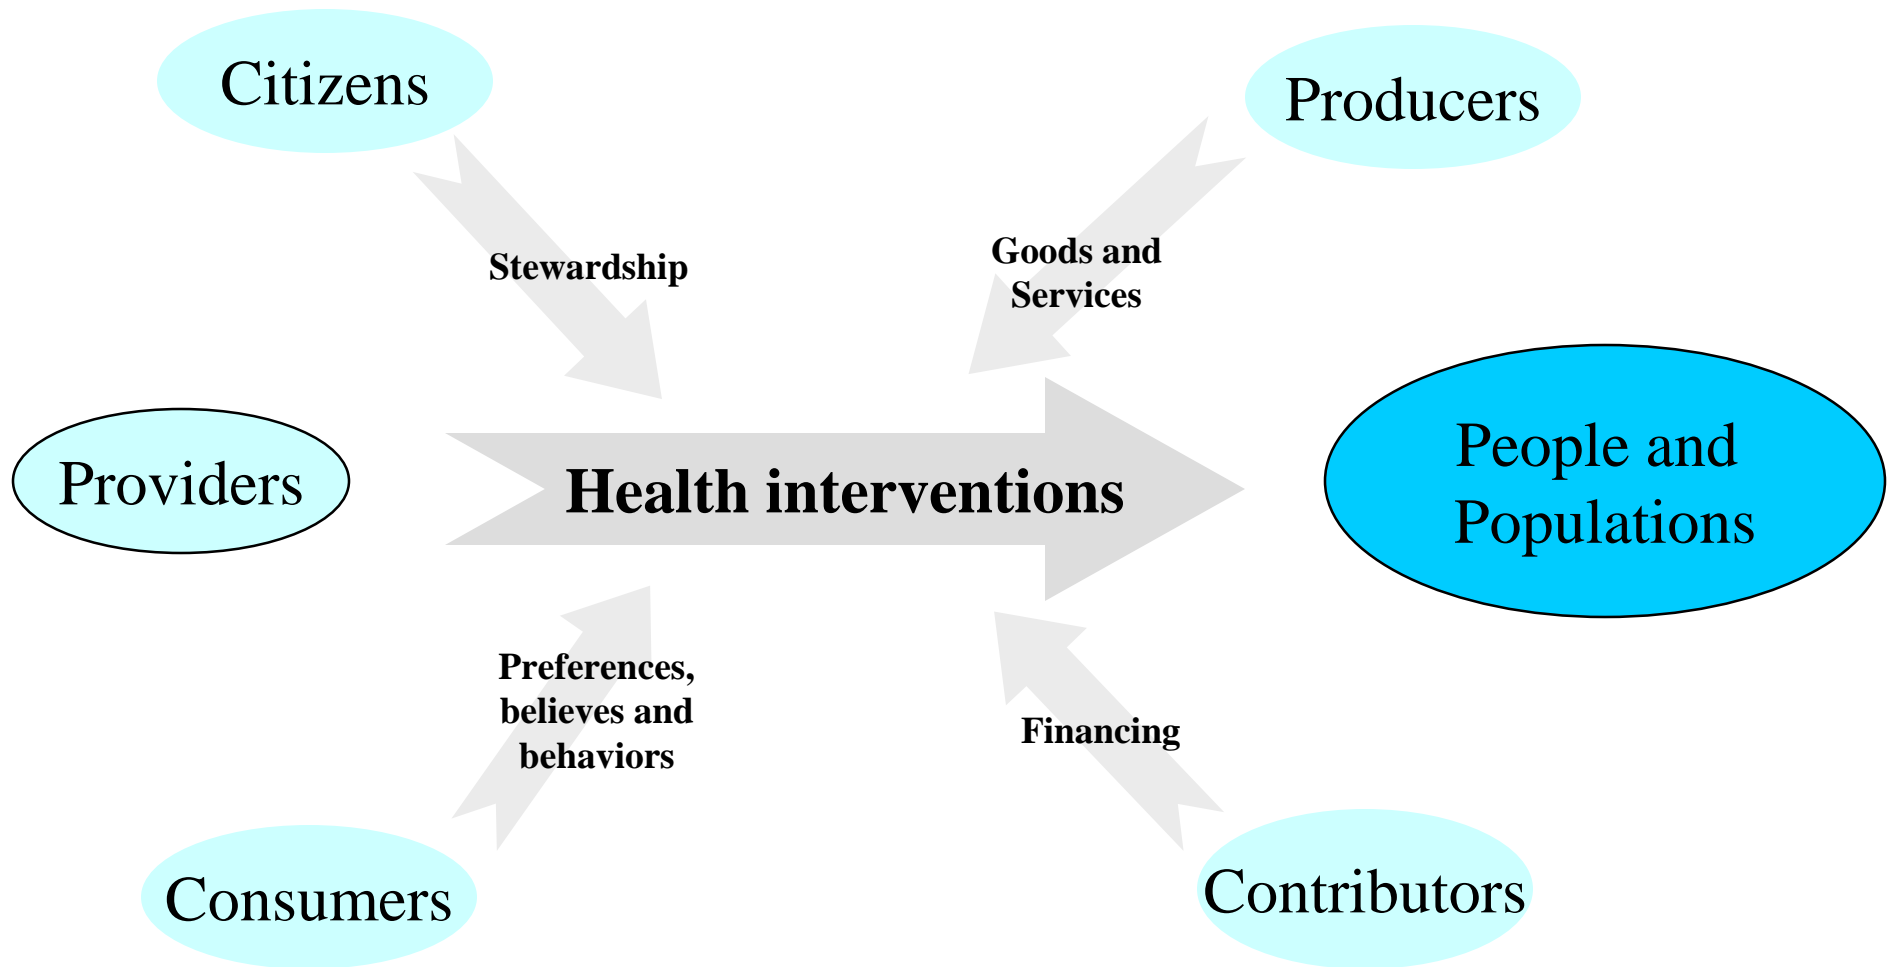 Citizens
Producers
Stewardship
Goods and
Services
Providers
Health interventions
People and
Populations
Preferences,
believes and
behaviors
Financing
Consumers
Contributors